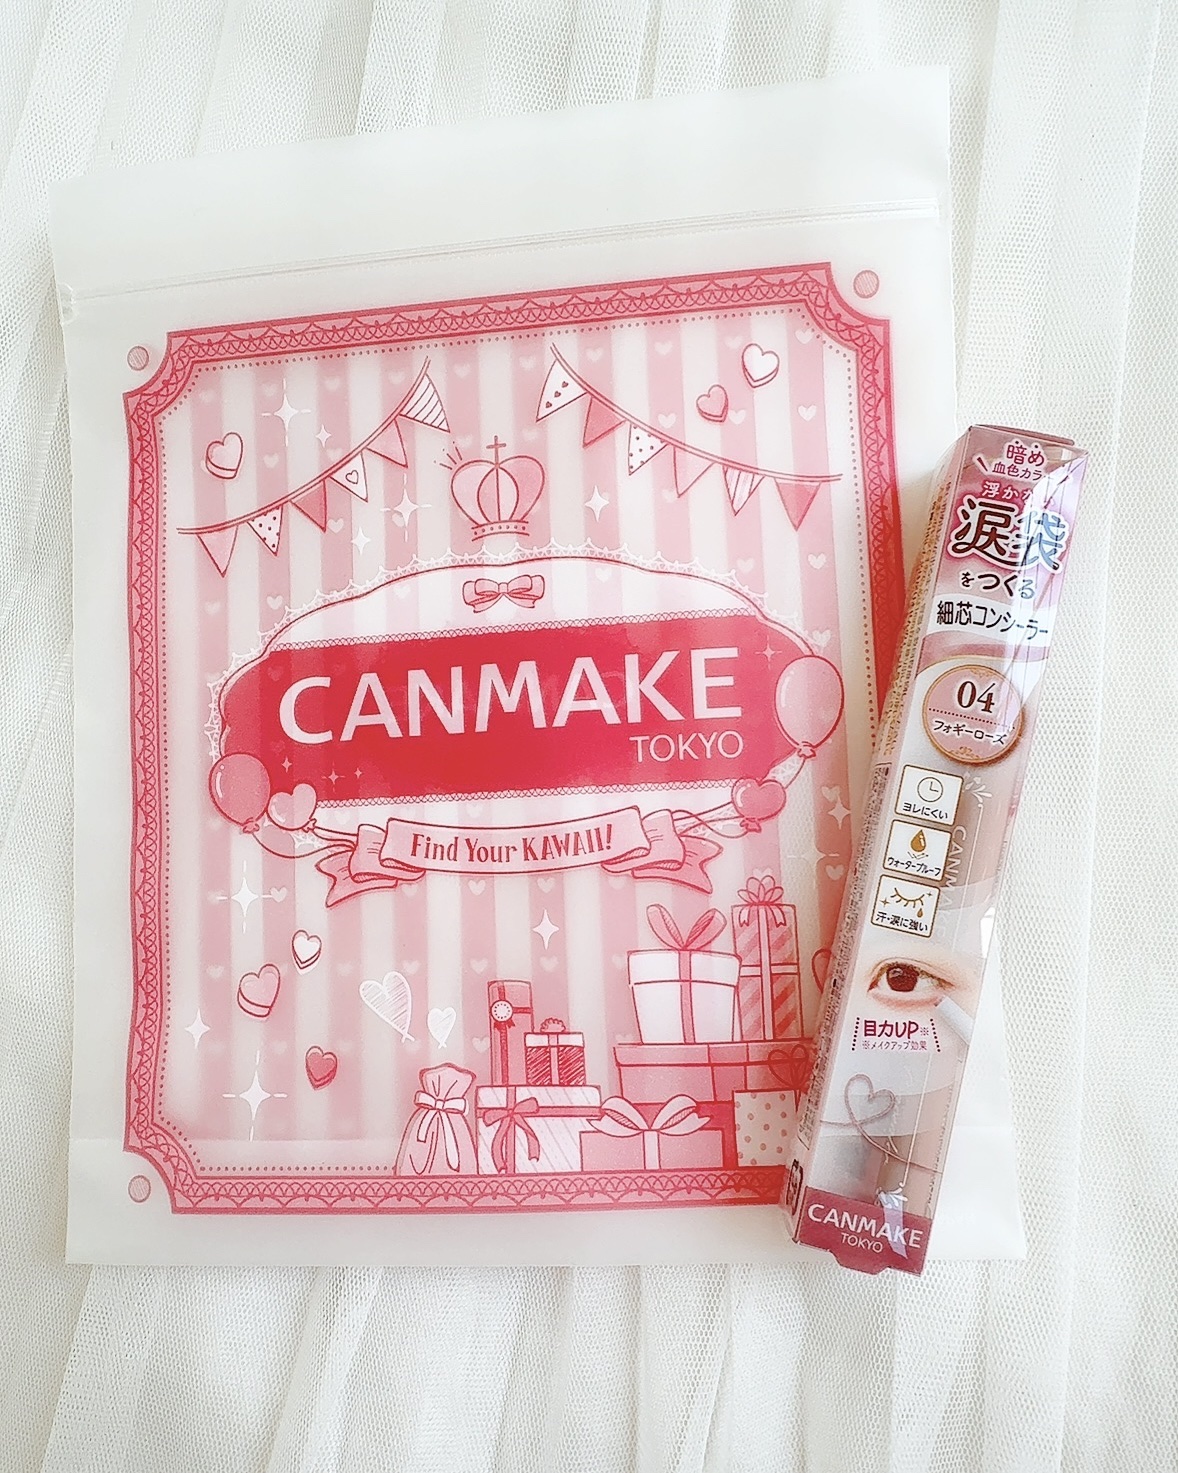 CANMAKE
TOKYO
Find Your KAWAII!
暗め
血色カラー
涙袋
をつくる
細芯コンシーラー
04
フォギーローズ
ヨレにくい
ウォータープルーフ
汗・涙に強い
目力UP※
※メイクアップ効果
CANMAKE
TOKYO